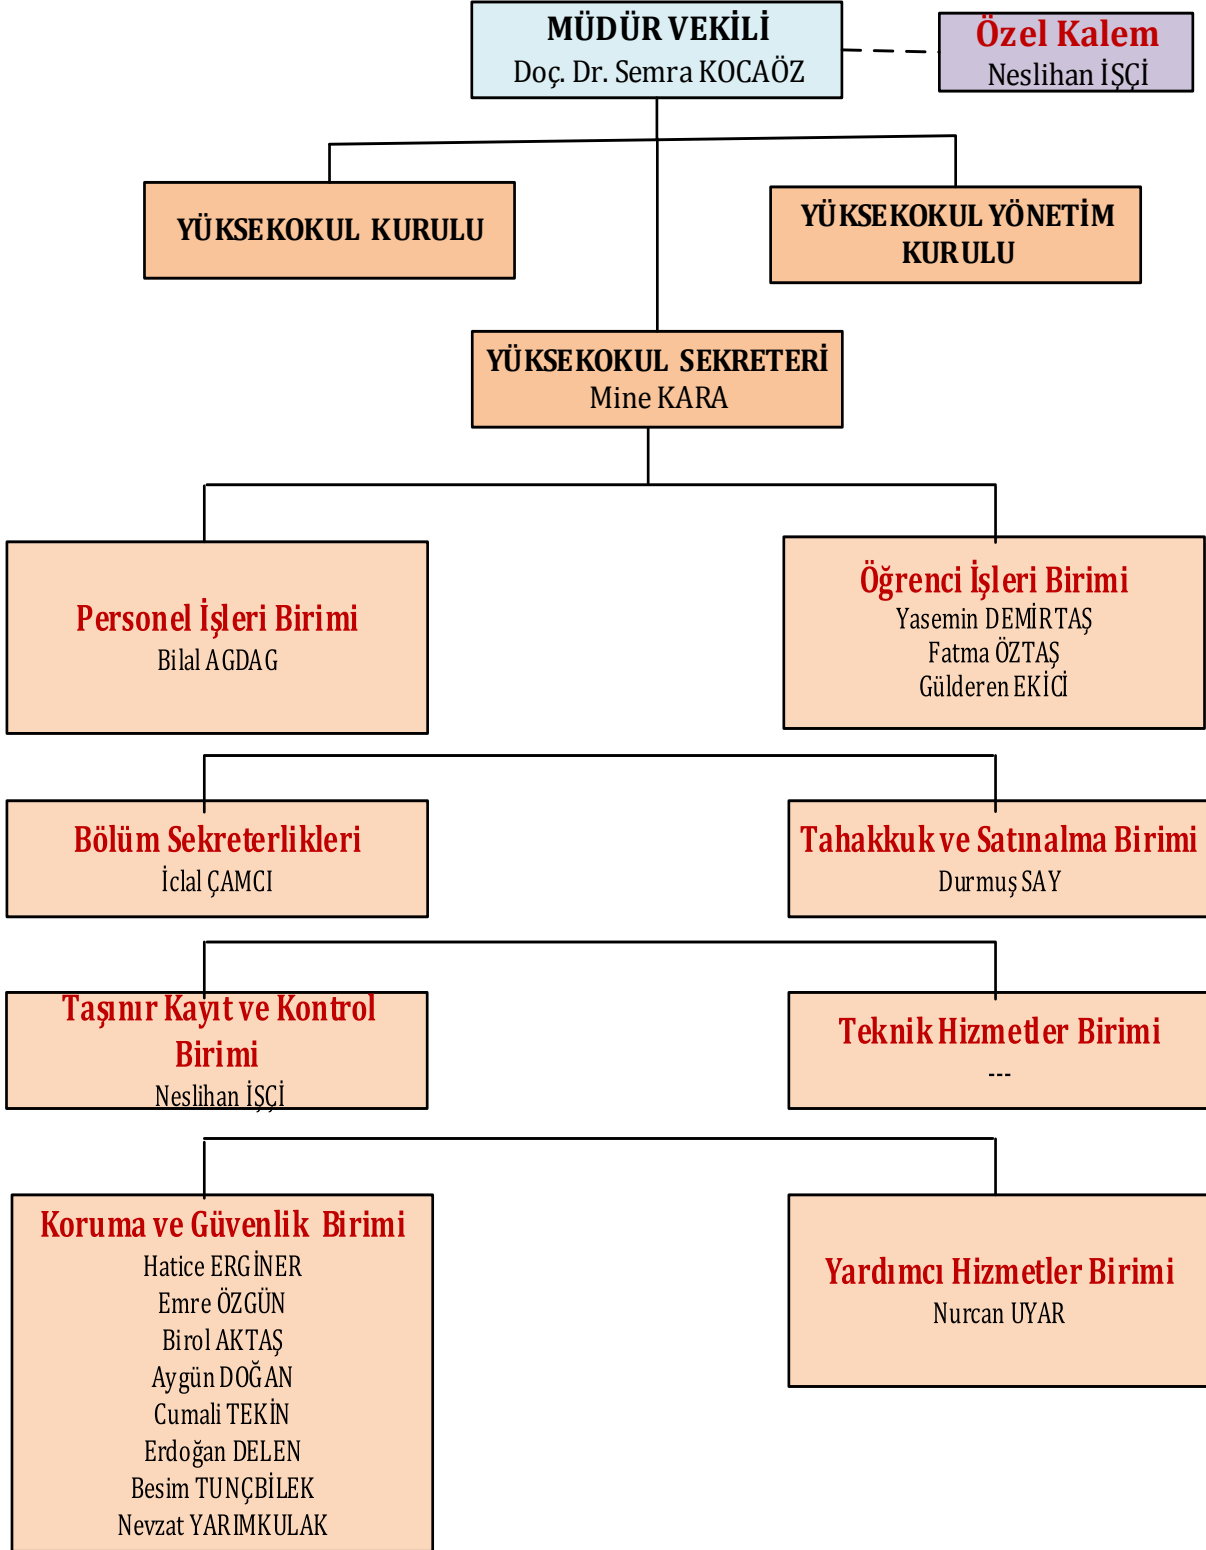 MÜDÜR VEKİLİ
Doç. Dr. Semra KOCAÖZ
Özel Kalem
Neslihan İŞÇİ
YÜKSEKOKUL KURULU
YÜKSEKOKUL YÖNETİM
KURULU
YÜKSEKOKUL SEKRETERİ
Mine KARA
Personel İşleri Birimi
Bilal AGDAG
Öğrenci İşleri Birimi
Yasemin DEMİRTAŞ
Fatma ÖZTAŞ
Gülderen EKİCİ
Bölüm Sekreterlikleri
İclal ÇAMCI
Tahakkuk ve Satınalma Birimi
Durmuş SAY
Taşınır Kayıt ve Kontrol
Birimi
Neslihan İŞÇİ
Teknik Hizmetler Birimi
---
Koruma ve Güvenlik Birimi
Hatice ERGİNER
Emre ÖZGÜN
Birol AKTAŞ
Aygün DOĞAN
Cumali TEKİN
Erdoğan DELEN
Besim TUNÇBİLEK
Nevzat YARIMKULAK
Yardımcı Hizmetler Birimi
Nurcan UYAR